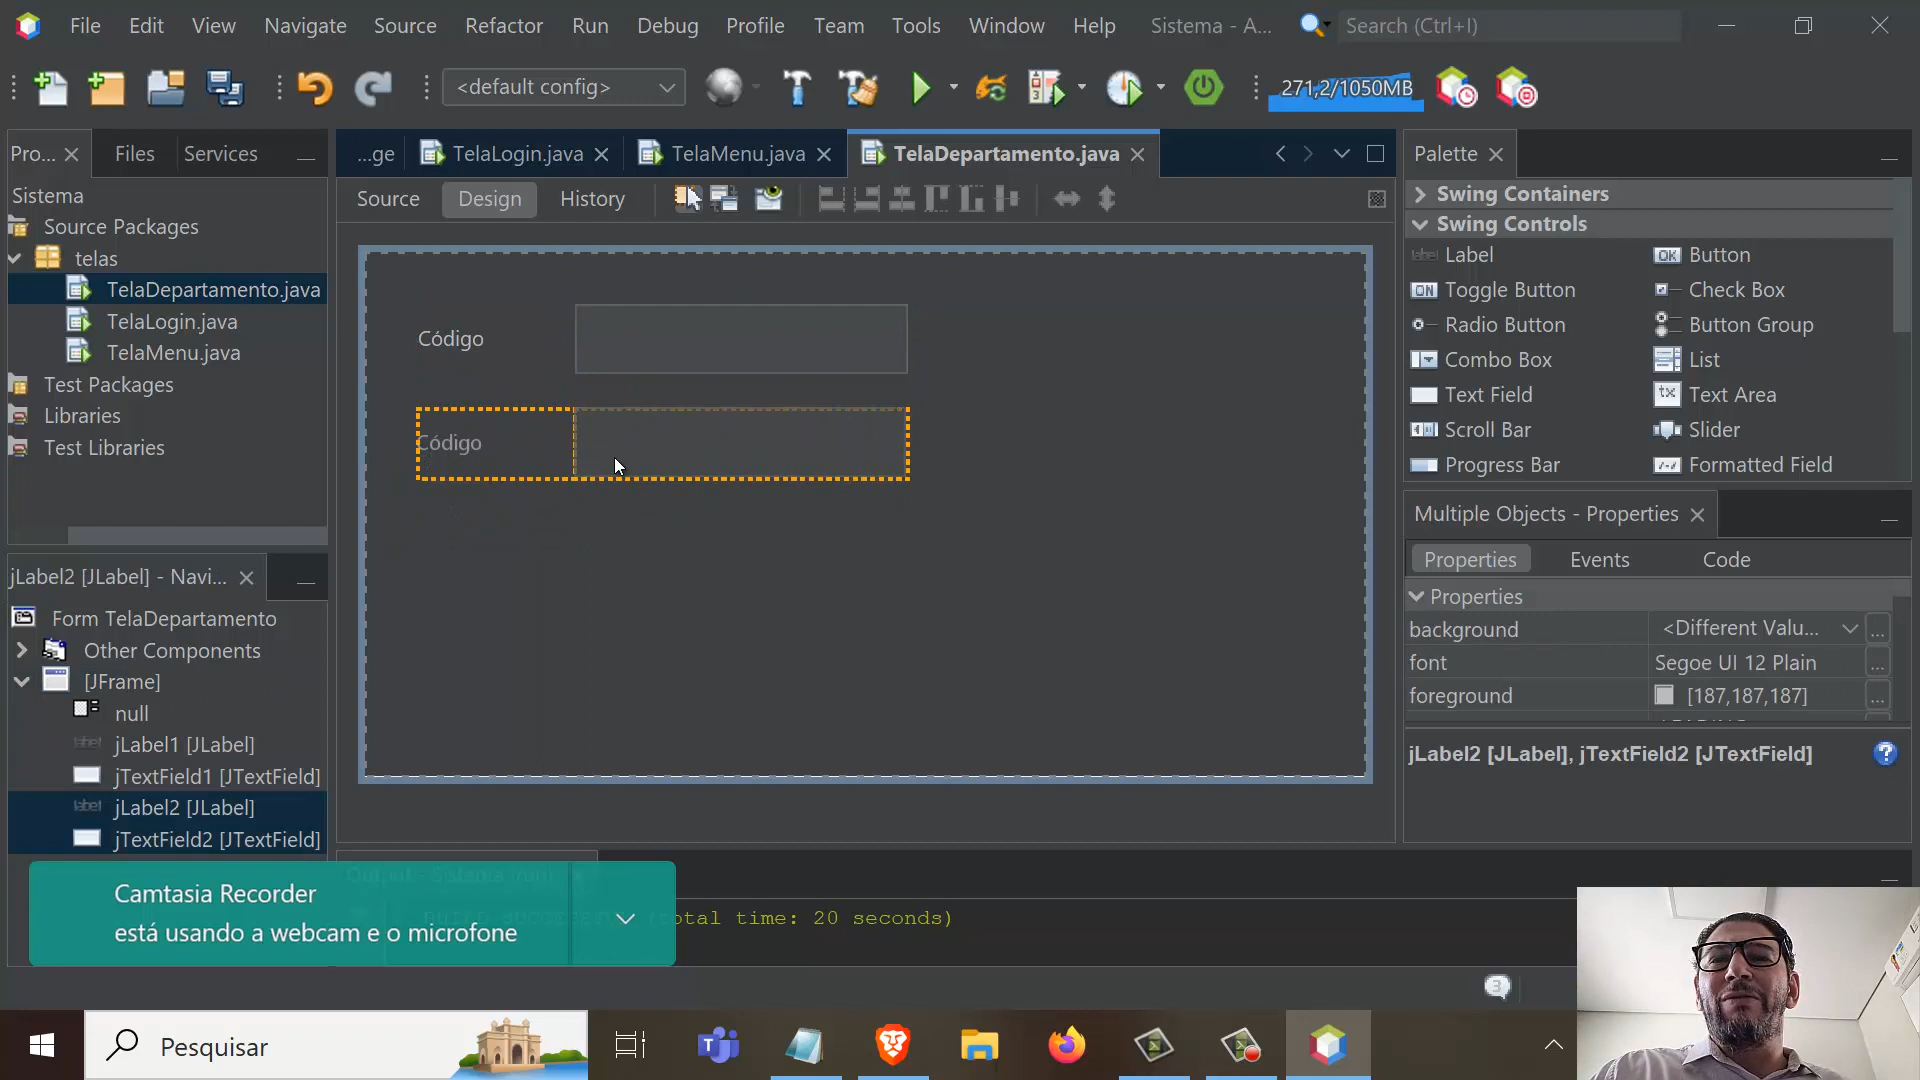 File Edit View Navigate Source Refactor Run Debug Profile Team Tools Window Help Sistema - A... Search (Ctrl+I)
<default config> 271,2/1050MB
Pro... Files Services
...ge TelaLogin.java TelaMenu.java TelaDepartamento.java
Palette
Source Design History
Sistema
Source Packages
telas
TelaDepartamento.java
TelaLogin.java
TelaMenu.java
Test Packages
Libraries
Test Libraries
Código
Código
Swing Containers
Swing Controls
Label Button
Toggle Button Check Box
Radio Button Button Group
Combo Box List
Text Field Text Area
Scroll Bar Slider
Progress Bar Formatted Field
Multiple Objects - Properties
Properties Events Code
Properties
background <Different Valu... ...
font Segoe UI 12 Plain ...
foreground [187,187,187] ...
jLabel2 [JLabel], jTextField2 [JTextField]
jLabel2 [JLabel] - Navi...
Form TelaDepartamento
Other Components
[JFrame]
null
jLabel1 [JLabel]
jTextField1 [JTextField]
jLabel2 [JLabel]
jTextField2 [JTextField]
Camtasia Recorder
está usando a webcam e o microfone
(total time: 20 seconds)
3
Pesquisar